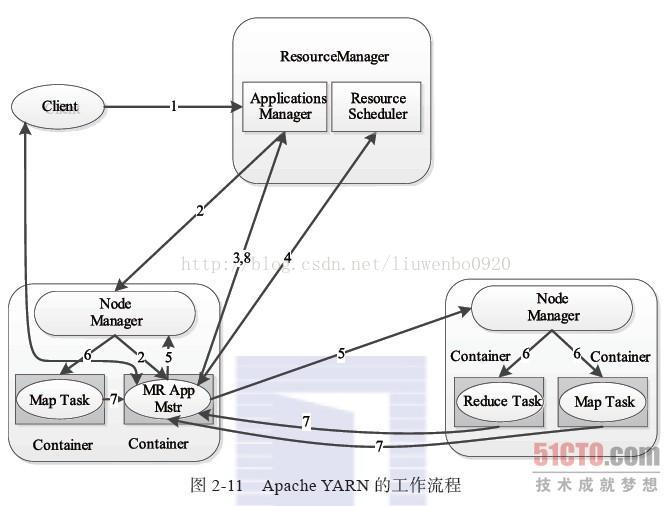 ResourceManager
Client
1
Applications
Manager
Resource
Scheduler
2
3,8
4
http://blog.csdn.net/liuwenbo0920
Node
Manager
6
2
5
Map Task
7
MR App
Mstr
Container
Container
5
Node
Manager
Container
6
6
Container
Reduce Task
Map Task
7
7
51CTO.com
技术成就梦想
图 2-11 Apache YARN 的工作流程